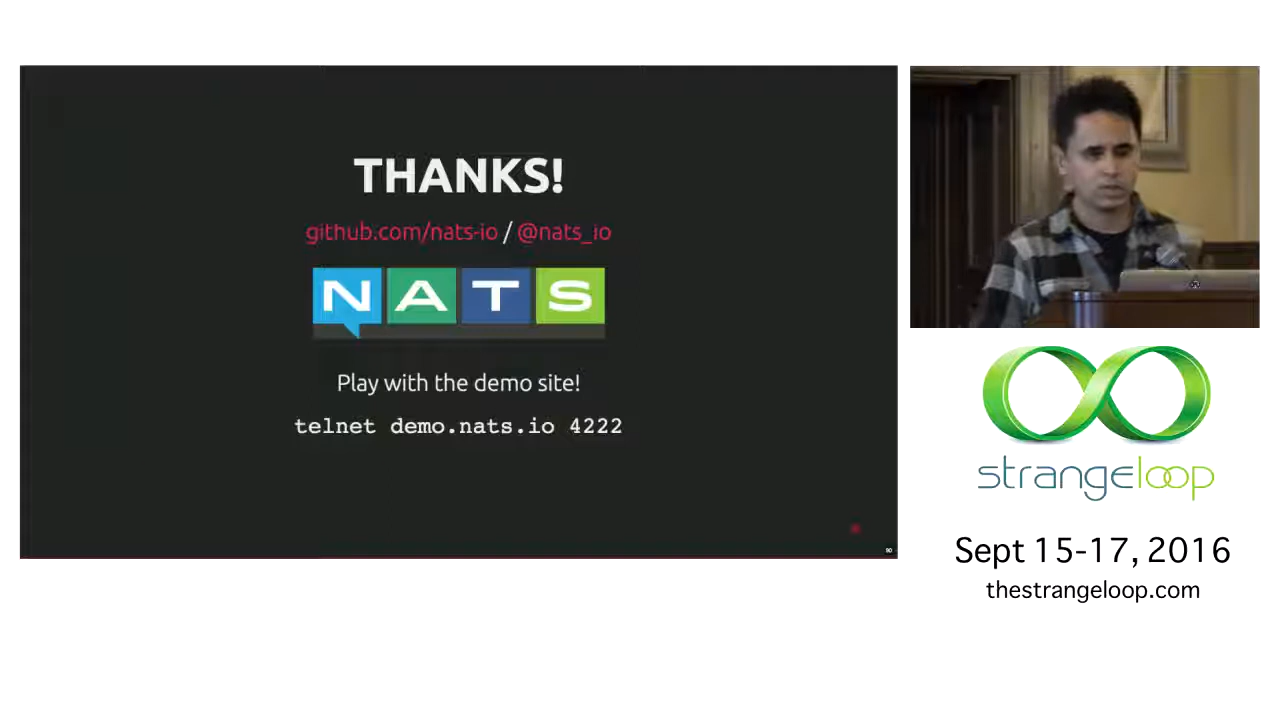 THANKS!
github.com/nats-io / @nats_io
NATS
Play with the demo site!
telnet demo.nats.io 4222
strangeloop
Sept 15-17, 2016
thestrangeloop.com